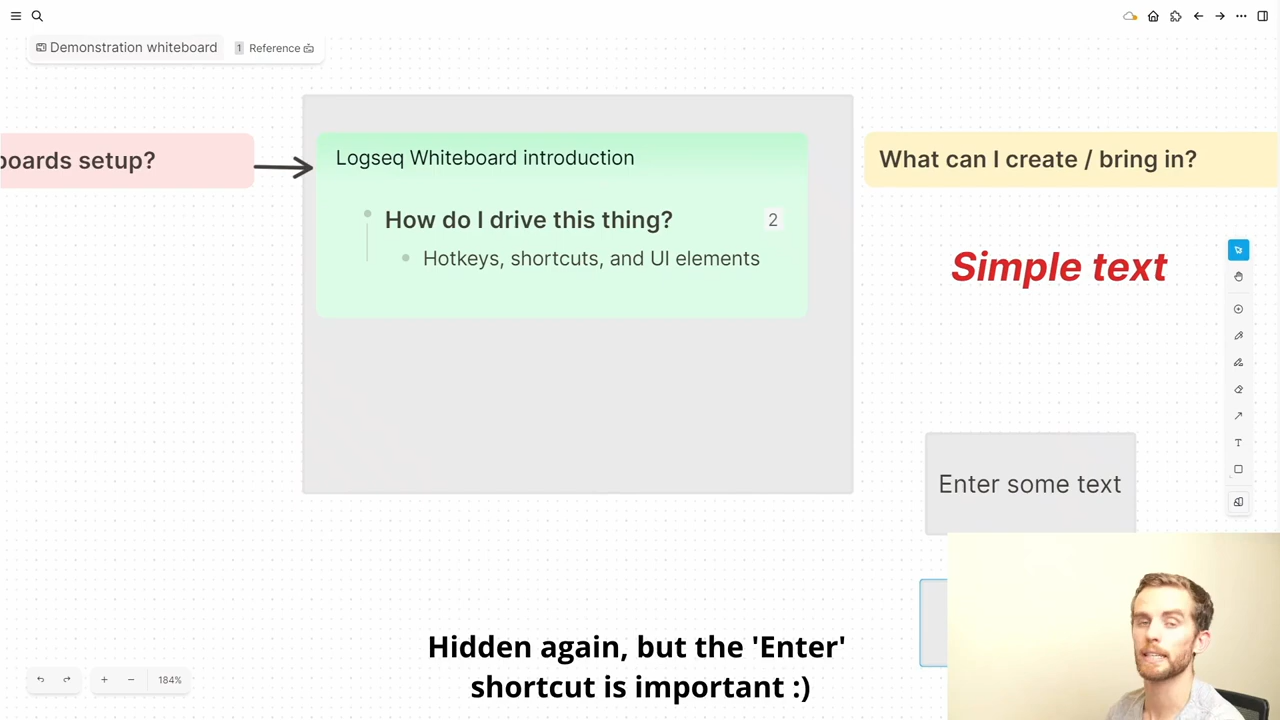 Demonstration whiteboard 1 Reference
boards setup?
Logseq Whiteboard introduction
How do I drive this thing? 2
Hotkeys, shortcuts, and UI elements
What can I create / bring in?
Simple text
T
Enter some text
Hidden again, but the 'Enter'
shortcut is important :)
184%